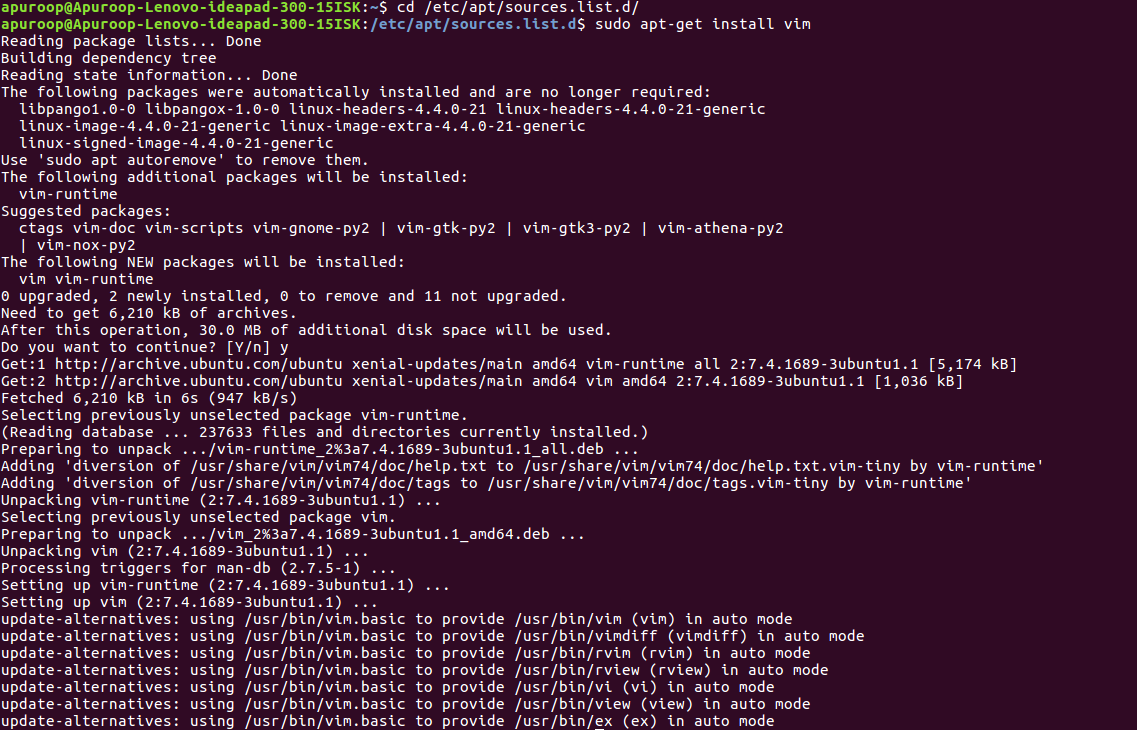 apuroop@Apuroop-Lenovo-ideapad-300-15ISK:~$ cd /etc/apt/sources.list.d/
apuroop@Apuroop-Lenovo-ideapad-300-15ISK:/etc/apt/sources.list.d$ sudo apt-get install vim
Reading package lists... Done
Building dependency tree
Reading state information... Done
The following packages were automatically installed and are no longer required:
  libpango1.0-0 libpangox-1.0-0 linux-headers-4.4.0-21 linux-headers-4.4.0-21-generic
  linux-image-4.4.0-21-generic linux-image-extra-4.4.0-21-generic
  linux-signed-image-4.4.0-21-generic
Use 'sudo apt autoremove' to remove them.
The following additional packages will be installed:
  vim-runtime
Suggested packages:
  ctags vim-doc vim-scripts vim-gnome-py2 | vim-gtk-py2 | vim-gtk3-py2 | vim-athena-py2
  | vim-nox-py2
The following NEW packages will be installed:
  vim vim-runtime
0 upgraded, 2 newly installed, 0 to remove and 11 not upgraded.
Need to get 6,210 kB of archives.
After this operation, 30.0 MB of additional disk space will be used.
Do you want to continue? [Y/n] y
Get:1 http://archive.ubuntu.com/ubuntu xenial-updates/main amd64 vim-runtime all 2:7.4.1689-3ubuntu1.1 [5,174 kB]
Get:2 http://archive.ubuntu.com/ubuntu xenial-updates/main amd64 vim amd64 2:7.4.1689-3ubuntu1.1 [1,036 kB]
Fetched 6,210 kB in 6s (947 kB/s)
Selecting previously unselected package vim-runtime.
(Reading database ... 237633 files and directories currently installed.)
Preparing to unpack .../vim-runtime_2%3a7.4.1689-3ubuntu1.1_all.deb ...
Adding 'diversion of /usr/share/vim/vim74/doc/help.txt to /usr/share/vim/vim74/doc/help.txt.vim-tiny by vim-runtime'
Adding 'diversion of /usr/share/vim/vim74/doc/tags to /usr/share/vim/vim74/doc/tags.vim-tiny by vim-runtime'
Unpacking vim-runtime (2:7.4.1689-3ubuntu1.1) ...
Selecting previously unselected package vim.
Preparing to unpack .../vim_2%3a7.4.1689-3ubuntu1.1_amd64.deb ...
Unpacking vim (2:7.4.1689-3ubuntu1.1) ...
Processing triggers for man-db (2.7.5-1) ...
Setting up vim-runtime (2:7.4.1689-3ubuntu1.1) ...
Setting up vim (2:7.4.1689-3ubuntu1.1) ...
update-alternatives: using /usr/bin/vim.basic to provide /usr/bin/vim (vim) in auto mode
update-alternatives: using /usr/bin/vim.basic to provide /usr/bin/vimdiff (vimdiff) in auto mode
update-alternatives: using /usr/bin/vim.basic to provide /usr/bin/rvim (rvim) in auto mode
update-alternatives: using /usr/bin/vim.basic to provide /usr/bin/rview (rview) in auto mode
update-alternatives: using /usr/bin/vim.basic to provide /usr/bin/vi (vi) in auto mode
update-alternatives: using /usr/bin/vim.basic to provide /usr/bin/view (view) in auto mode
update-alternatives: using /usr/bin/vim.basic to provide /usr/bin/ex (ex) in auto mode